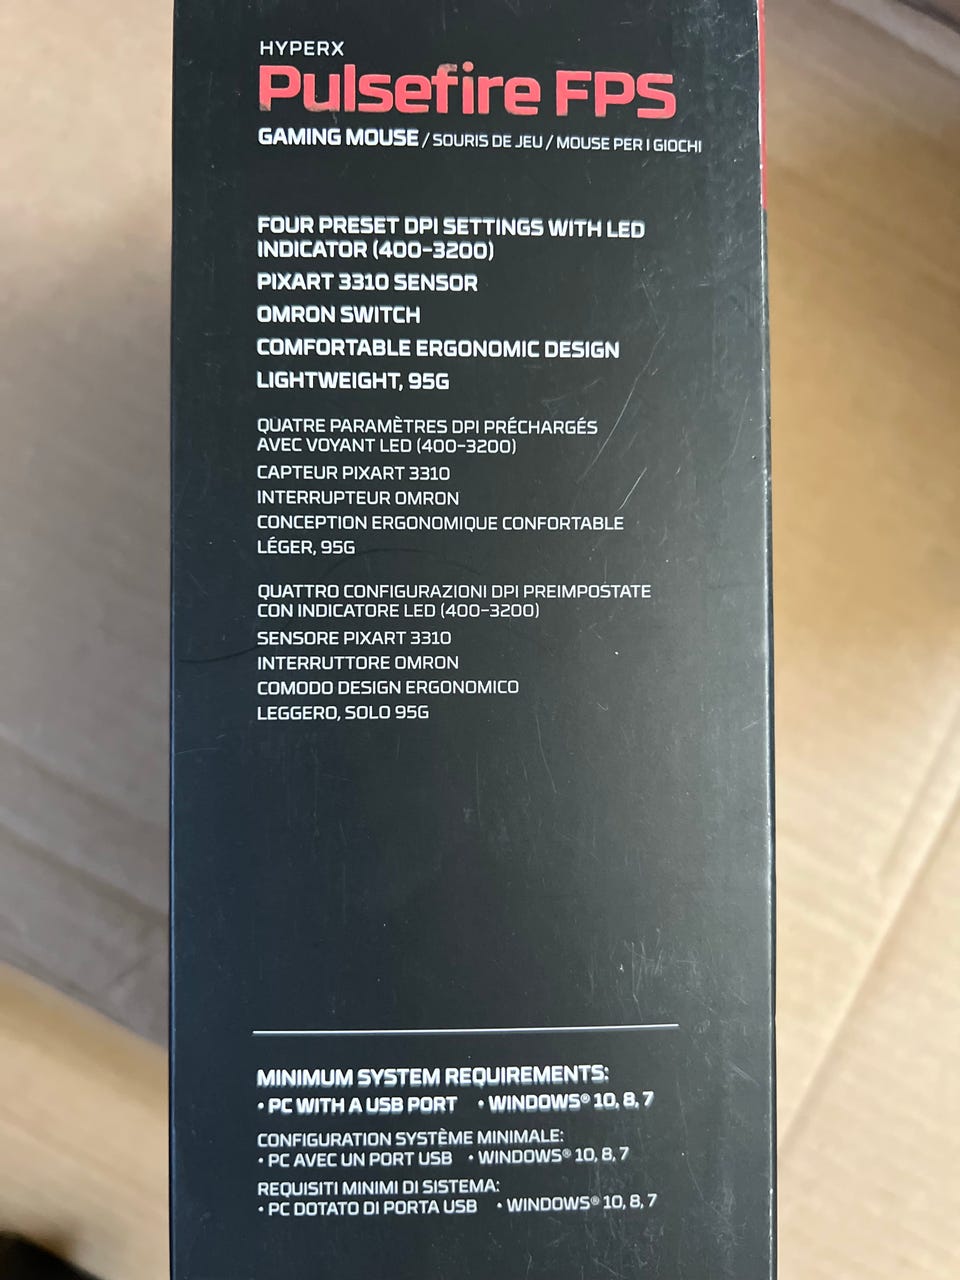 HYPERX
Pulsefire FPS
GAMING MOUSE / SOURIS DE JEU / MOUSE PER I GIOCHI
FOUR PRESET DPI SETTINGS WITH LED
INDICATOR (400-3200)
PIXART 3310 SENSOR
OMRON SWITCH
COMFORTABLE ERGONOMIC DESIGN
LIGHTWEIGHT, 95G
QUATRE PARAMÈTRES DPI PRÉCHARGÉS
AVEC VOYANT LED (400-3200)
CAPTEUR PIXART 3310
INTERRUPTEUR OMRON
CONCEPTION ERGONOMIQUE CONFORTABLE
LÉGER, 95G
QUATTRO CONFIGURAZIONI DPI PREIMPOSTATE
CON INDICATORE LED (400-3200)
SENSORE PIXART 3310
INTERRUTTORE OMRON
COMODO DESIGN ERGONOMICO
LEGGERO, SOLO 95G
MINIMUM SYSTEM REQUIREMENTS:
• PC WITH A USB PORT • WINDOWS® 10, 8, 7
CONFIGURATION SYSTÈME MINIMALE:
• PC AVEC UN PORT USB • WINDOWS® 10, 8, 7
REQUISITI MINIMI DI SISTEMA:
• PC DOTATO DI PORTA USB • WINDOWS® 10, 8, 7